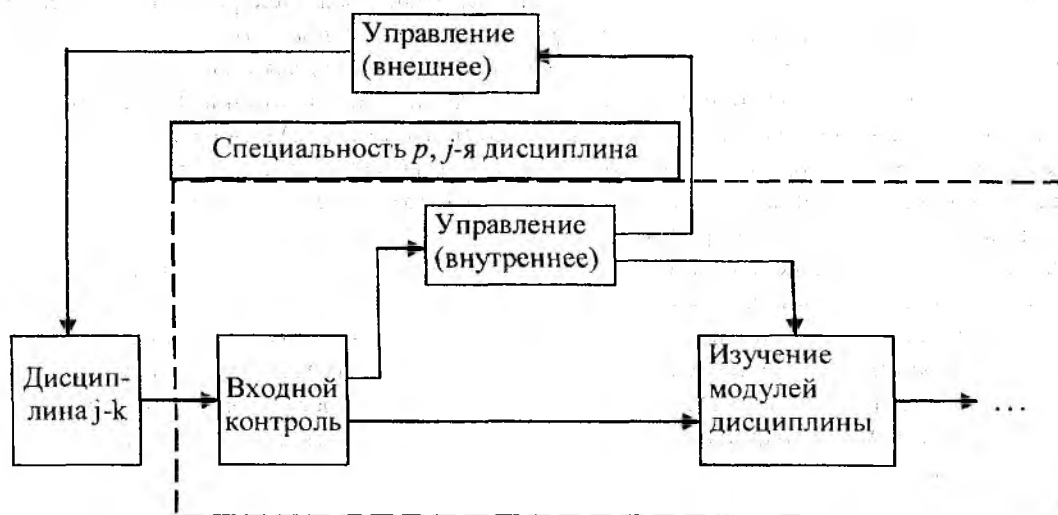 Управление
(внешнее)
Специальность p, j-я дисциплина
Управление
(внутреннее)
Дисцип-
лина j-k
Входной
контроль
Изучение
модулей
дисциплины
...